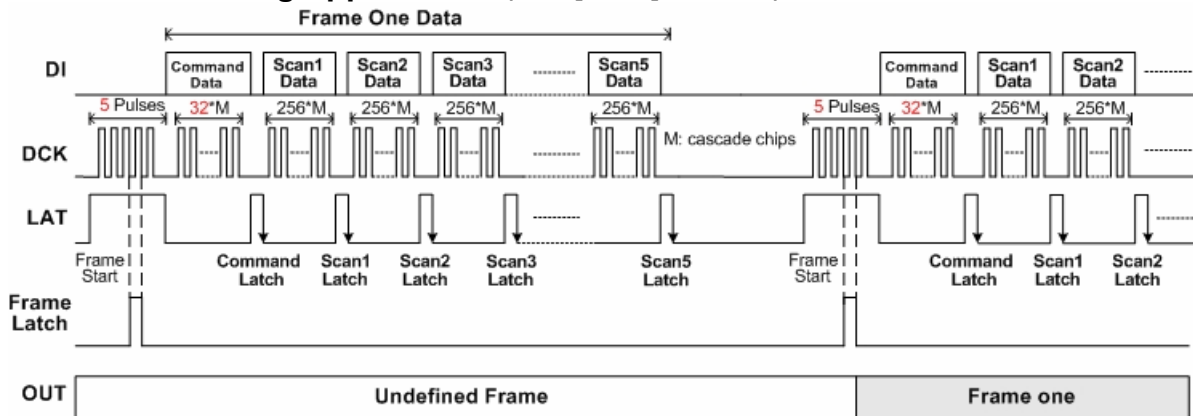 Frame One Data
DI
Command Data
Scan1 Data
Scan2 Data
Scan3 Data
Scan5 Data
Command Data
Scan1 Data
Scan2 Data
5 Pulses
32*M
256*M
256*M
256*M
256*M
5 Pulses
32*M
256*M
256*M
DCK
M: cascade chips
LAT
Frame Start
Command Latch
Scan1 Latch
Scan2 Latch
Scan3 Latch
Scan5 Latch
Frame Start
Command Latch
Scan1 Latch
Scan2 Latch
Frame Latch
OUT
Undefined Frame
Frame one